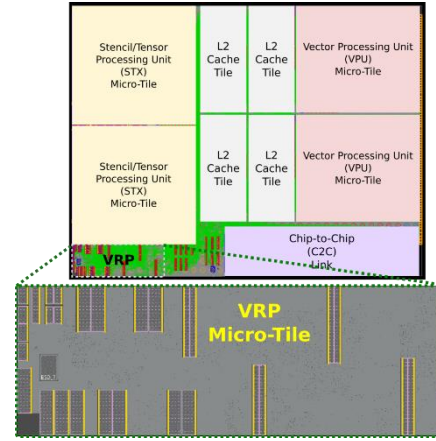 Stencil/Tensor
Processing Unit
(STX)
Micro-Tile
L2
Cache
Tile
L2
Cache
Tile
Vector Processing Unit
(VPU)
Micro-Tile
Stencil/Tensor
Processing Unit
(STX)
Micro-Tile
L2
Cache
Tile
L2
Cache
Tile
Vector Processing Unit
(VPU)
Micro-Tile
VRP
Chip-to-Chip
(C2C)
Link
VRP
Micro-Tile